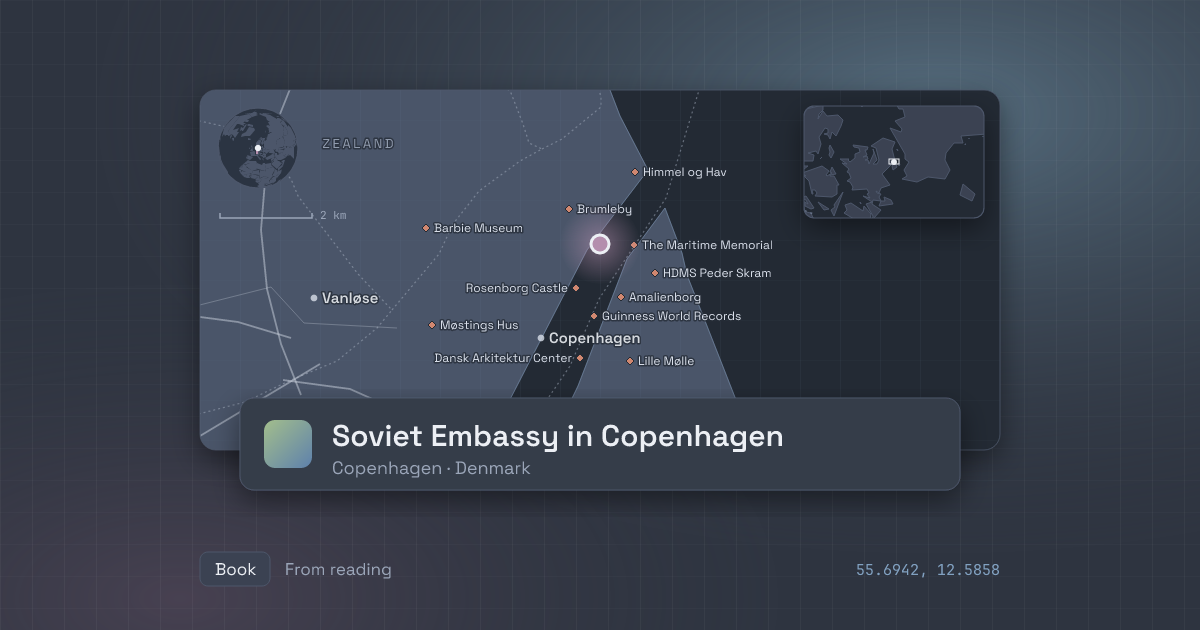 ZEALAND
Himmel og Hav
Brumleby
2 km
Barbie Museum
The Maritime Memorial
HDMS Peder Skram
Rosenborg Castle
Amalienborg
Vanløse
Guinness World Records
Møstings Hus
Copenhagen
Dansk Arkitektur Center
Lille Mølle
Soviet Embassy in Copenhagen
Copenhagen · Denmark
Book
From reading
55.6942, 12.5858